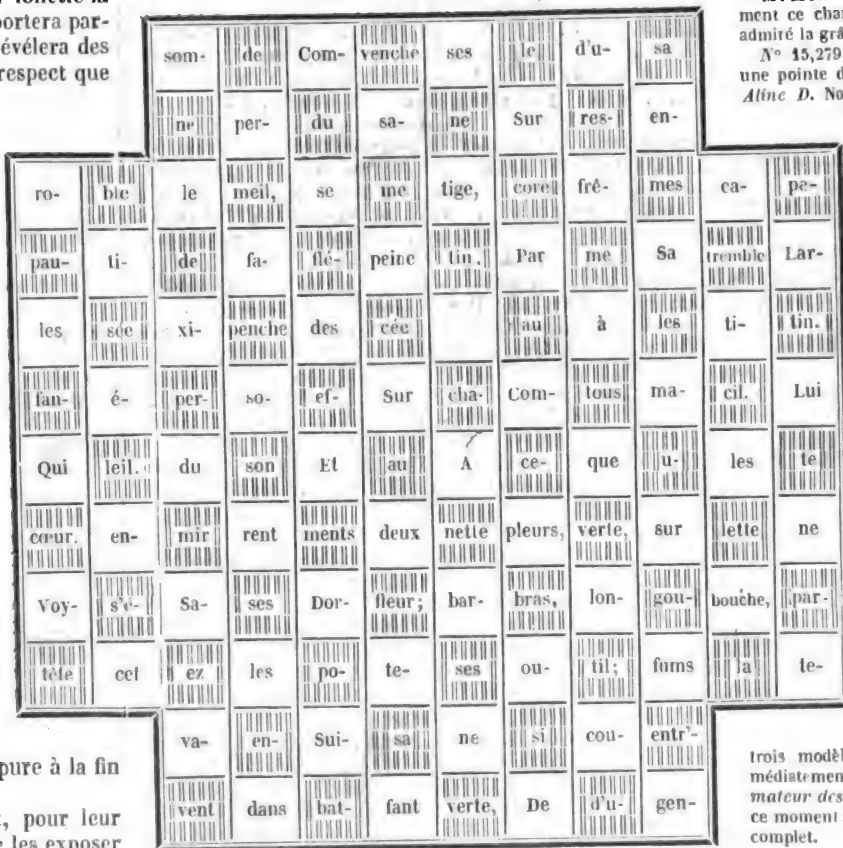 portera par-
évélera des
respect que
ment ce char
admiré la grâ
N° 15,279
une pointe d
Aline D. No
som- de Com- venche ses le d'u- sa
ne per- du sa- ne Sur res- en-
ro- ble le meil, se me tige, core frê- mes ca- pe-
pau- ti- de fa- flé- peine tin. Par me Sa tremble Lar-
les sée xi- penche des cée au à les ti- tin.
fan- é- per- so- ef- Sur cha- Com- tous ma- cil. Lui
Qui leil. du son Et au A ce- que u- les te
cœur. en- mir rent ments deux nette pleurs, verte, sur lette ne
Voy- s'é- Sa- ses Dor- fleur; bar- bras, lon- gou- bouche, par-
tête cet ez les po- te- ses ou- til; fums la te-
va- en- Sui- sa ne si cou- entr'-
vent dans bat- fant verte, De d'u- gen-
pure à la fin
, pour leur
e les exposer
trois modèl
médiatement
mateur des
ce moment
complet.